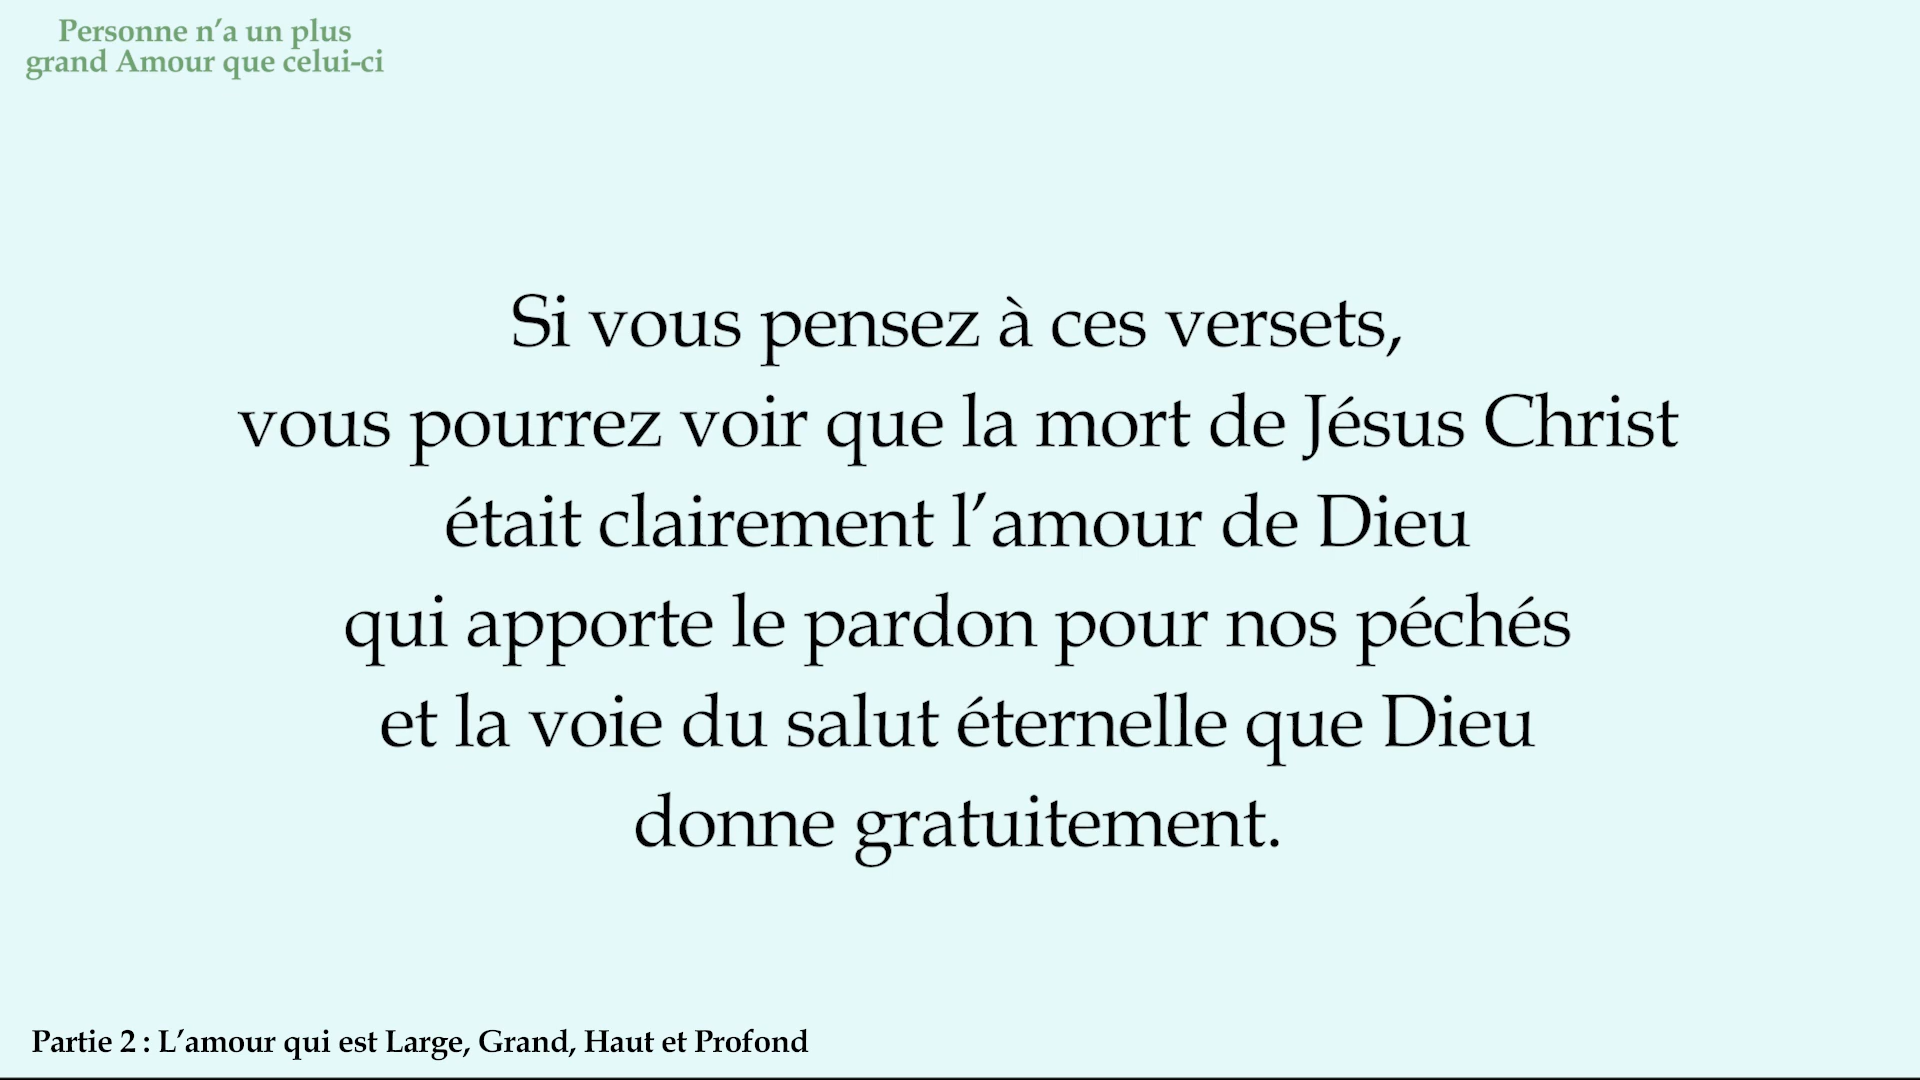 Personne n’a un plus
grand Amour que celui-ci
Si vous pensez à ces versets,
vous pourrez voir que la mort de Jésus Christ
était clairement l’amour de Dieu
qui apporte le pardon pour nos péchés
et la voie du salut éternelle que Dieu
donne gratuitement.
Partie 2 : L’amour qui est Large, Grand, Haut et Profond